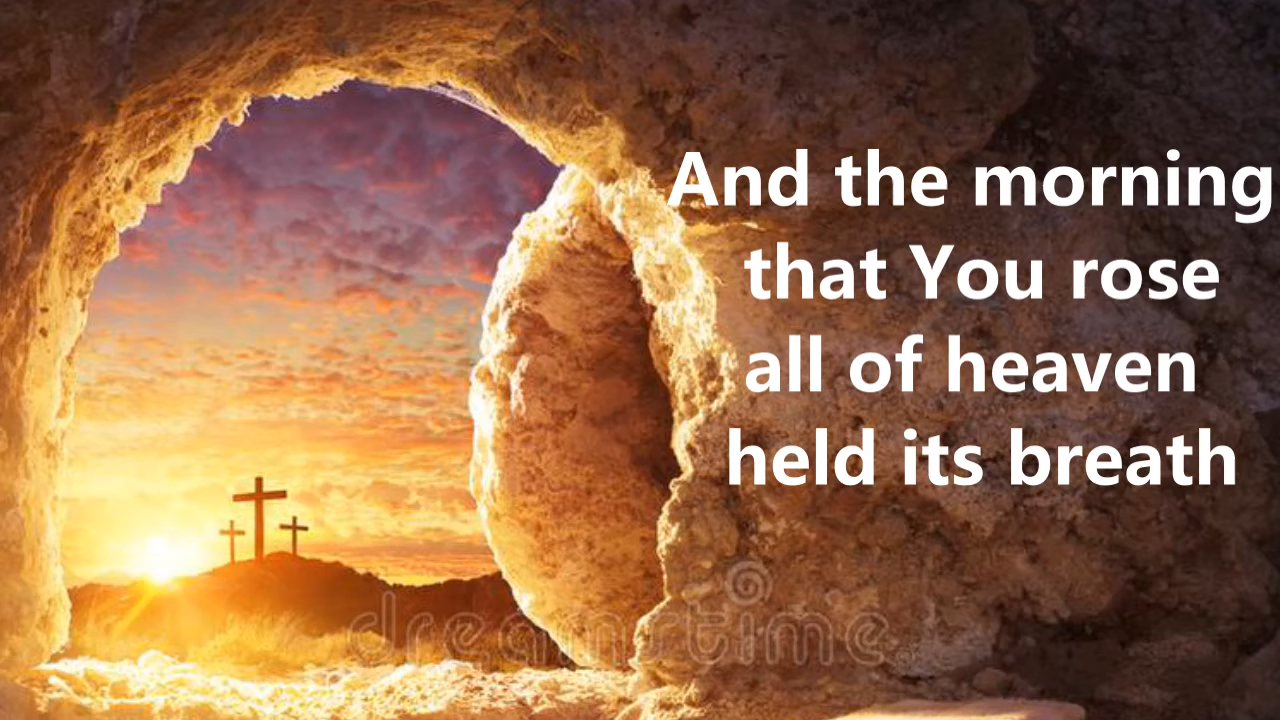 And the morning
that You rose
all of heaven
held its breath
dreamstime.